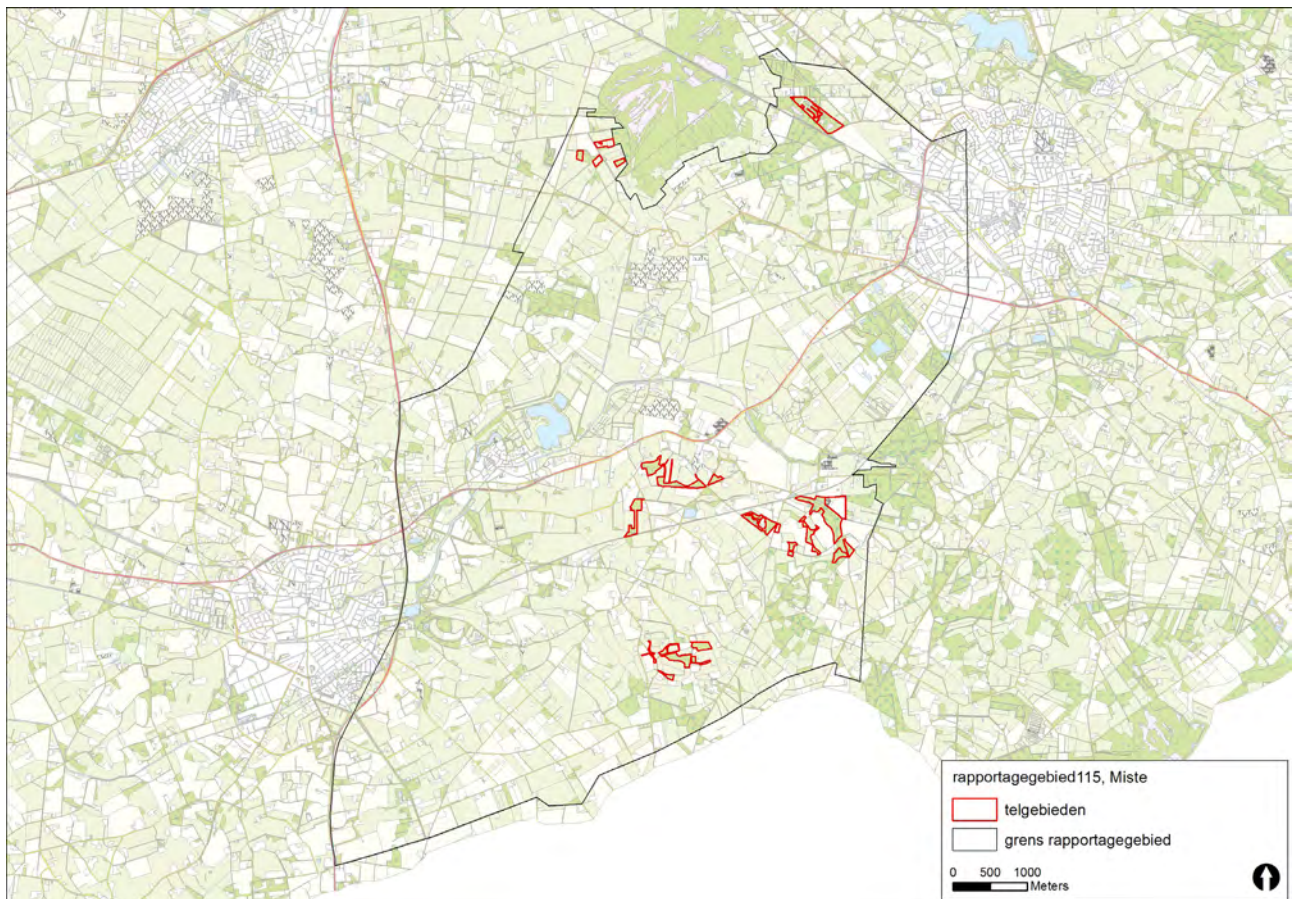 rapportagegebied115, Miste
telgebieden
grens rapportagegebied
0 500 1000
Meters